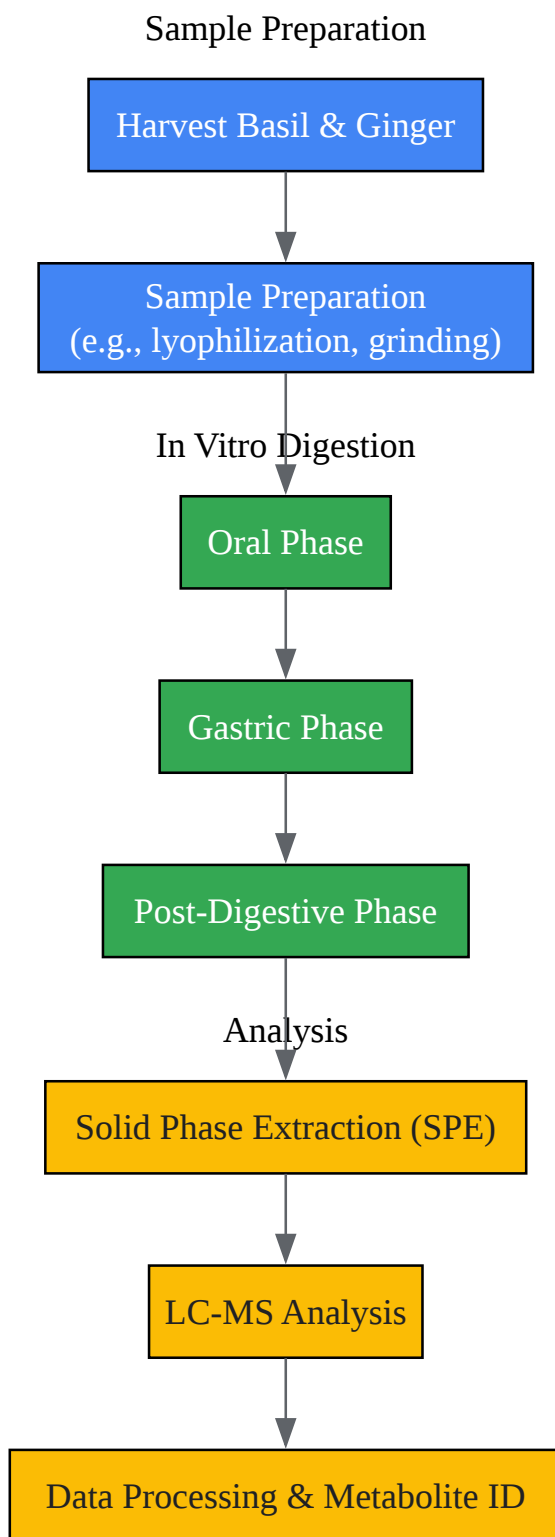 Sample Preparation
Harvest Basil & Ginger
Sample Preparation
(e.g., lyophilization, grinding)
In Vitro Digestion
Oral Phase
Gastric Phase
Post-Digestive Phase
Analysis
Solid Phase Extraction (SPE)
LC-MS Analysis
Data Processing & Metabolite ID